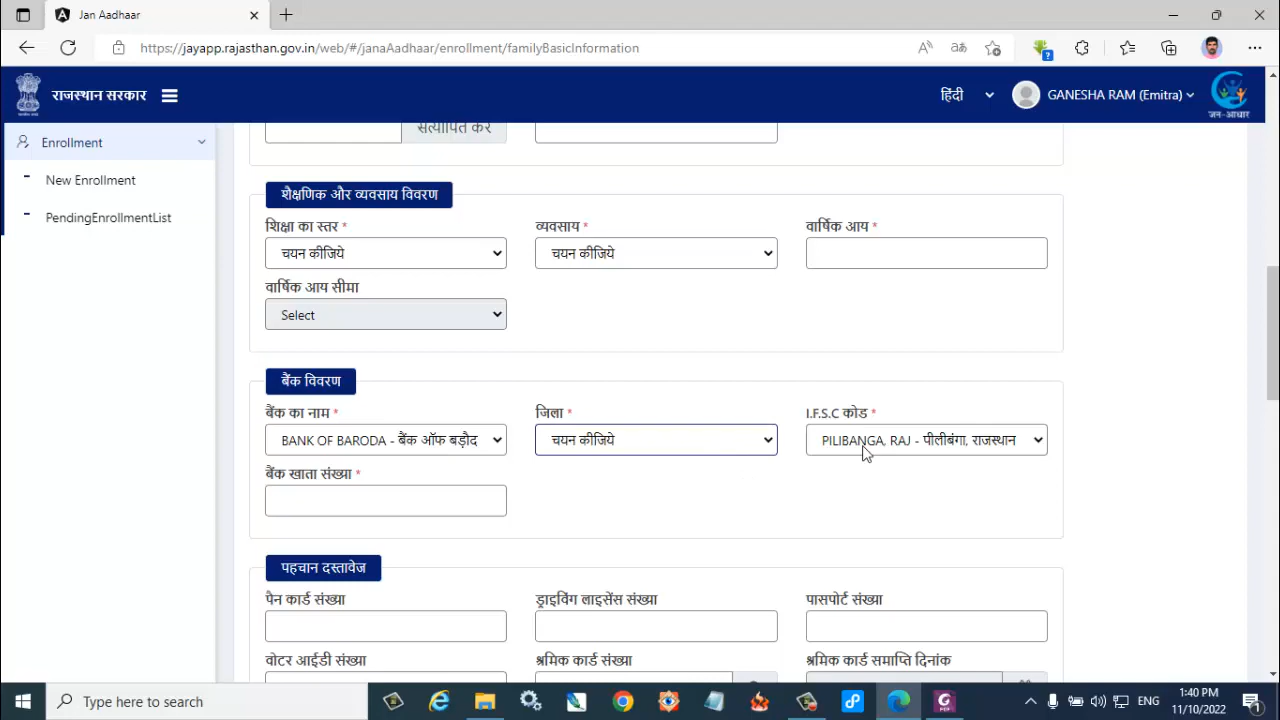 Jan Aadhaar
https://jayapp.rajasthan.gov.in/web/#/janaAadhaar/enrollment/familyBasicInformation
राजस्थान सरकार
हिंदी
GANESHA RAM (Emitra)
जन-आधार
Enrollment
New Enrollment
PendingEnrollmentList
सत्यापित करे
शैक्षणिक और व्यवसाय विवरण
शिक्षा का स्तर * व्यवसाय * वार्षिक आय *
चयन कीजिये चयन कीजिये
वार्षिक आय सीमा
Select
बैंक विवरण
बैंक का नाम * जिला * I.F.S.C कोड *
BANK OF BARODA - बैंक ऑफ बड़ौद चयन कीजिये PILIBANGA, RAJ - पीलीबंगा, राजस्थान
बैंक खाता संख्या *
पहचान दस्तावेज
पैन कार्ड संख्या ड्राइविंग लाइसेंस संख्या पासपोर्ट संख्या
वोटर आईडी संख्या श्रमिक कार्ड संख्या श्रमिक कार्ड समाप्ति दिनांक
Type here to search
ENG
1:40 PM
11/10/2022